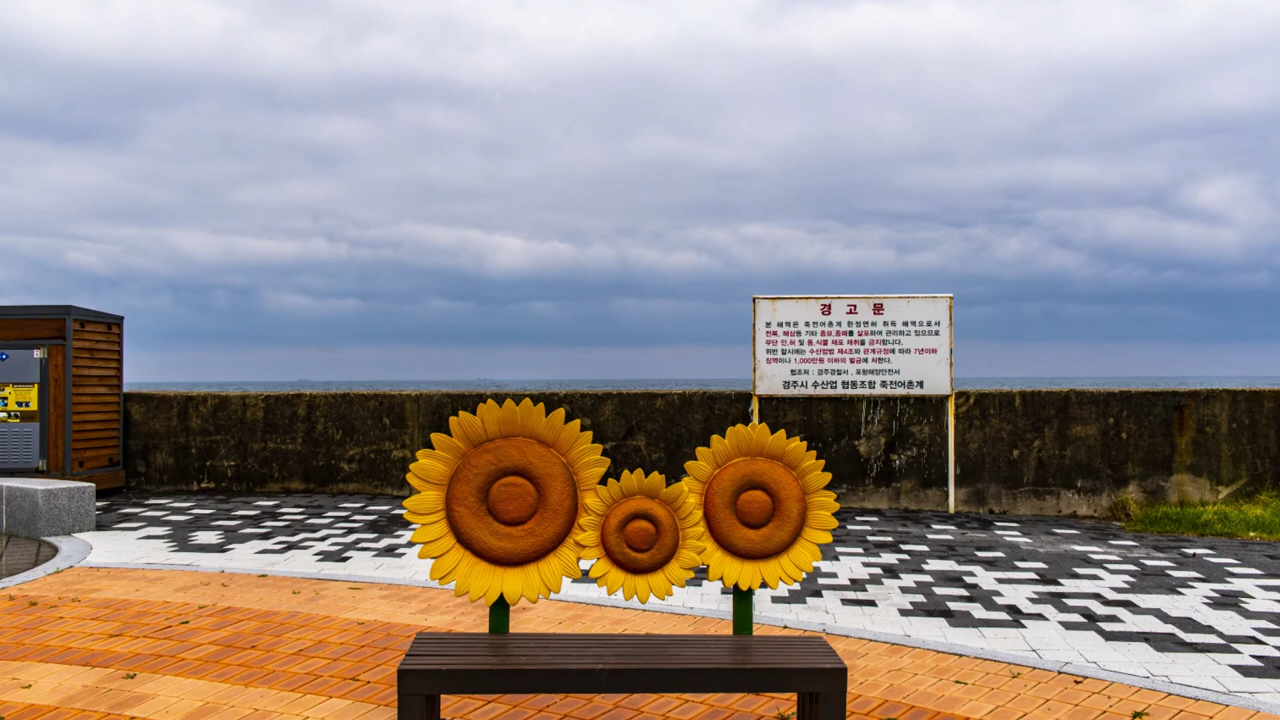 경 고 문
본 해역은 죽전어촌계 한정면허 취득 해역으로서
전복, 해삼등 기타 종묘,종패를 살포하여 관리하고 있으므로
무단 인,허 및 동,식물 채포 채취를 금지합니다.
위반 할시에는 수산업법 제4조와 관계규정에 따라 7년이하
징역이나 1,000만원 이하의 벌금에 처한다.
협조처 : 경주경찰서 , 포항해양안전서
경주시 수산업 협동조합 죽전어촌계